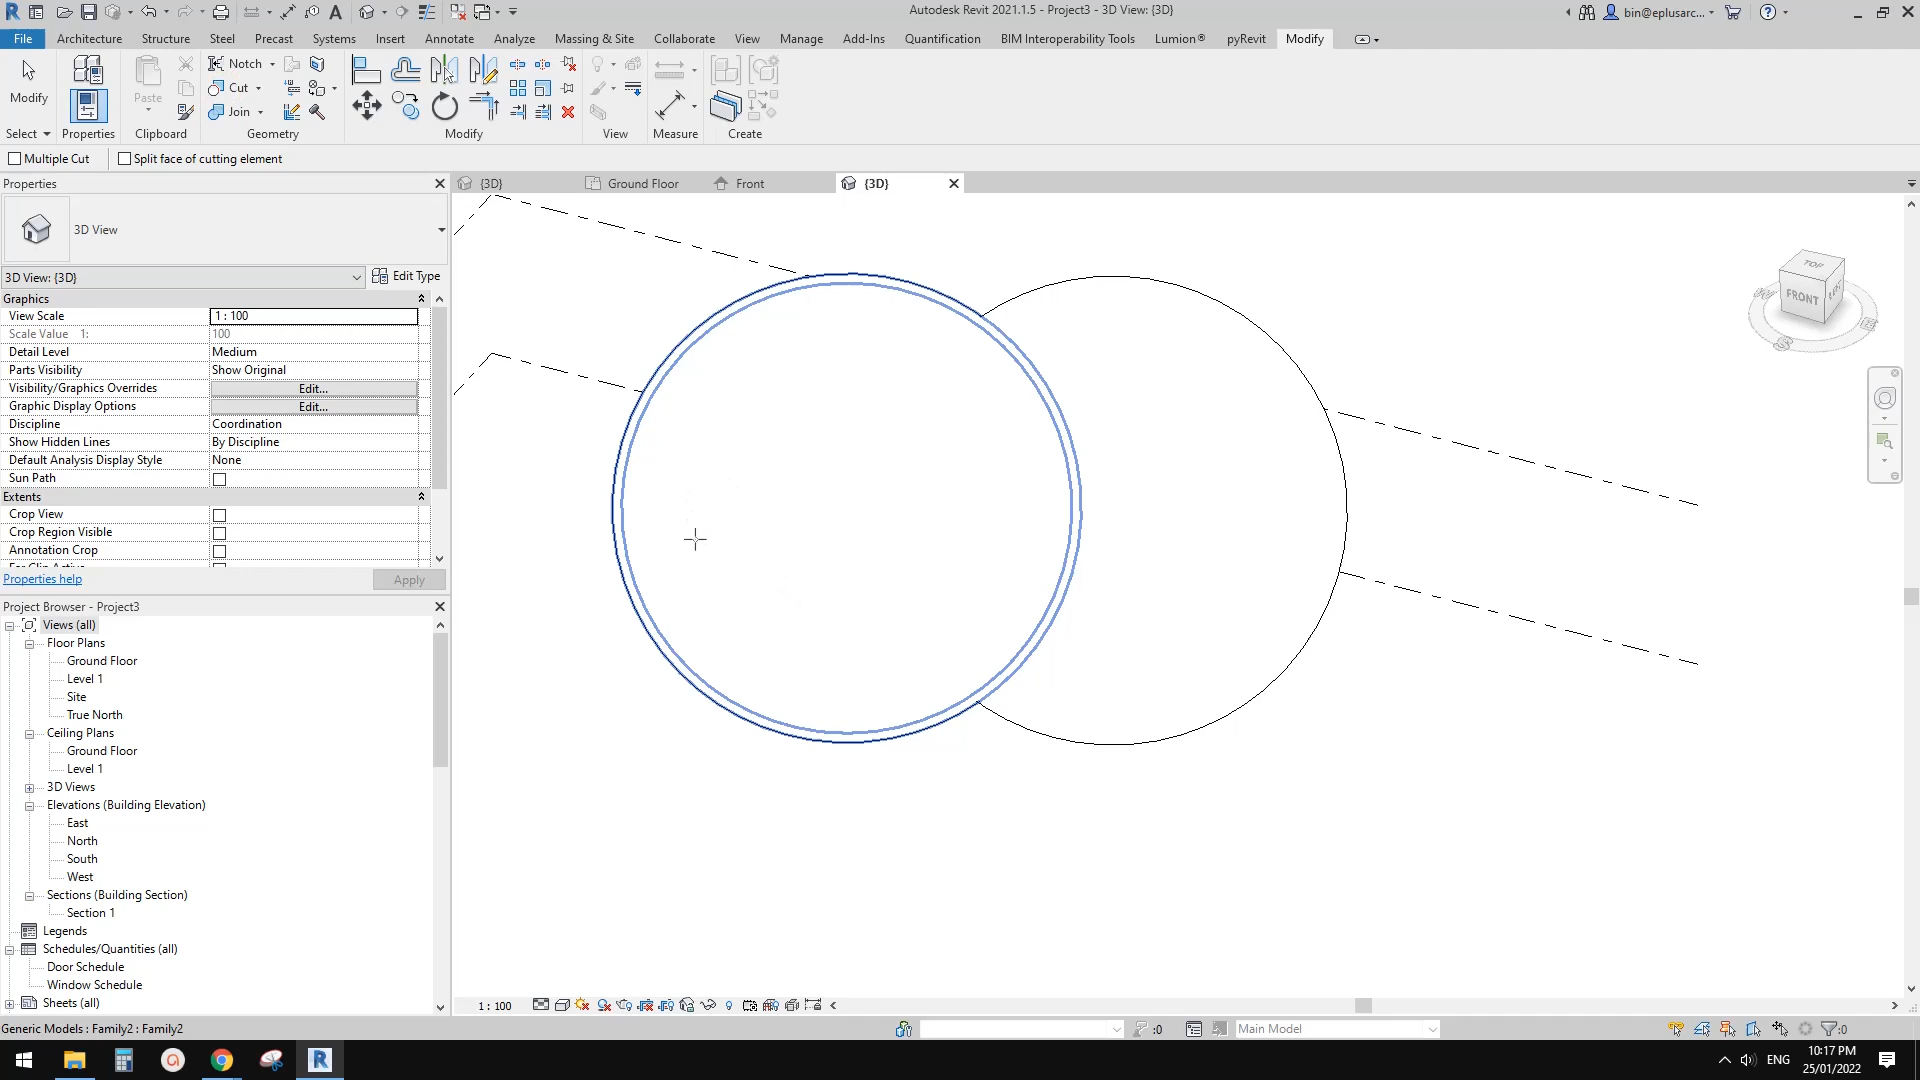 Autodesk Revit 2021.1.5 - Project3 - 3D View: {3D}
bin@eplusarc...
File Architecture Structure Steel Precast Systems Insert Annotate Analyze Massing & Site Collaborate View Manage Add-Ins Quantification BIM Interoperability Tools Lumion® pyRevit Modify
Modify Paste Notch
Cut
Join
Select Properties Clipboard Geometry Modify View Measure Create
Multiple Cut Split face of cutting element
Properties
{3D} Ground Floor Front {3D}
3D View
3D View: {3D} Edit Type
Graphics
View Scale 1 : 100
Scale Value 1: 100
Detail Level Medium
Parts Visibility Show Original
Visibility/Graphics Overrides Edit...
Graphic Display Options Edit...
Discipline Coordination
Show Hidden Lines By Discipline
Default Analysis Display Style None
Sun Path
Extents
Crop View
Crop Region Visible
Annotation Crop
Properties help Apply
TOP
FRONT
W
S
Project Browser - Project3
Views (all)
Floor Plans
Ground Floor
Level 1
Site
True North
Ceiling Plans
Ground Floor
Level 1
3D Views
Elevations (Building Elevation)
East
North
South
West
Sections (Building Section)
Section 1
Legends
Schedules/Quantities (all)
Door Schedule
Window Schedule
Sheets (all)
1 : 100
Generic Models : Family2 : Family2
:0 Main Model :0
ENG
10:17 PM
25/01/2022